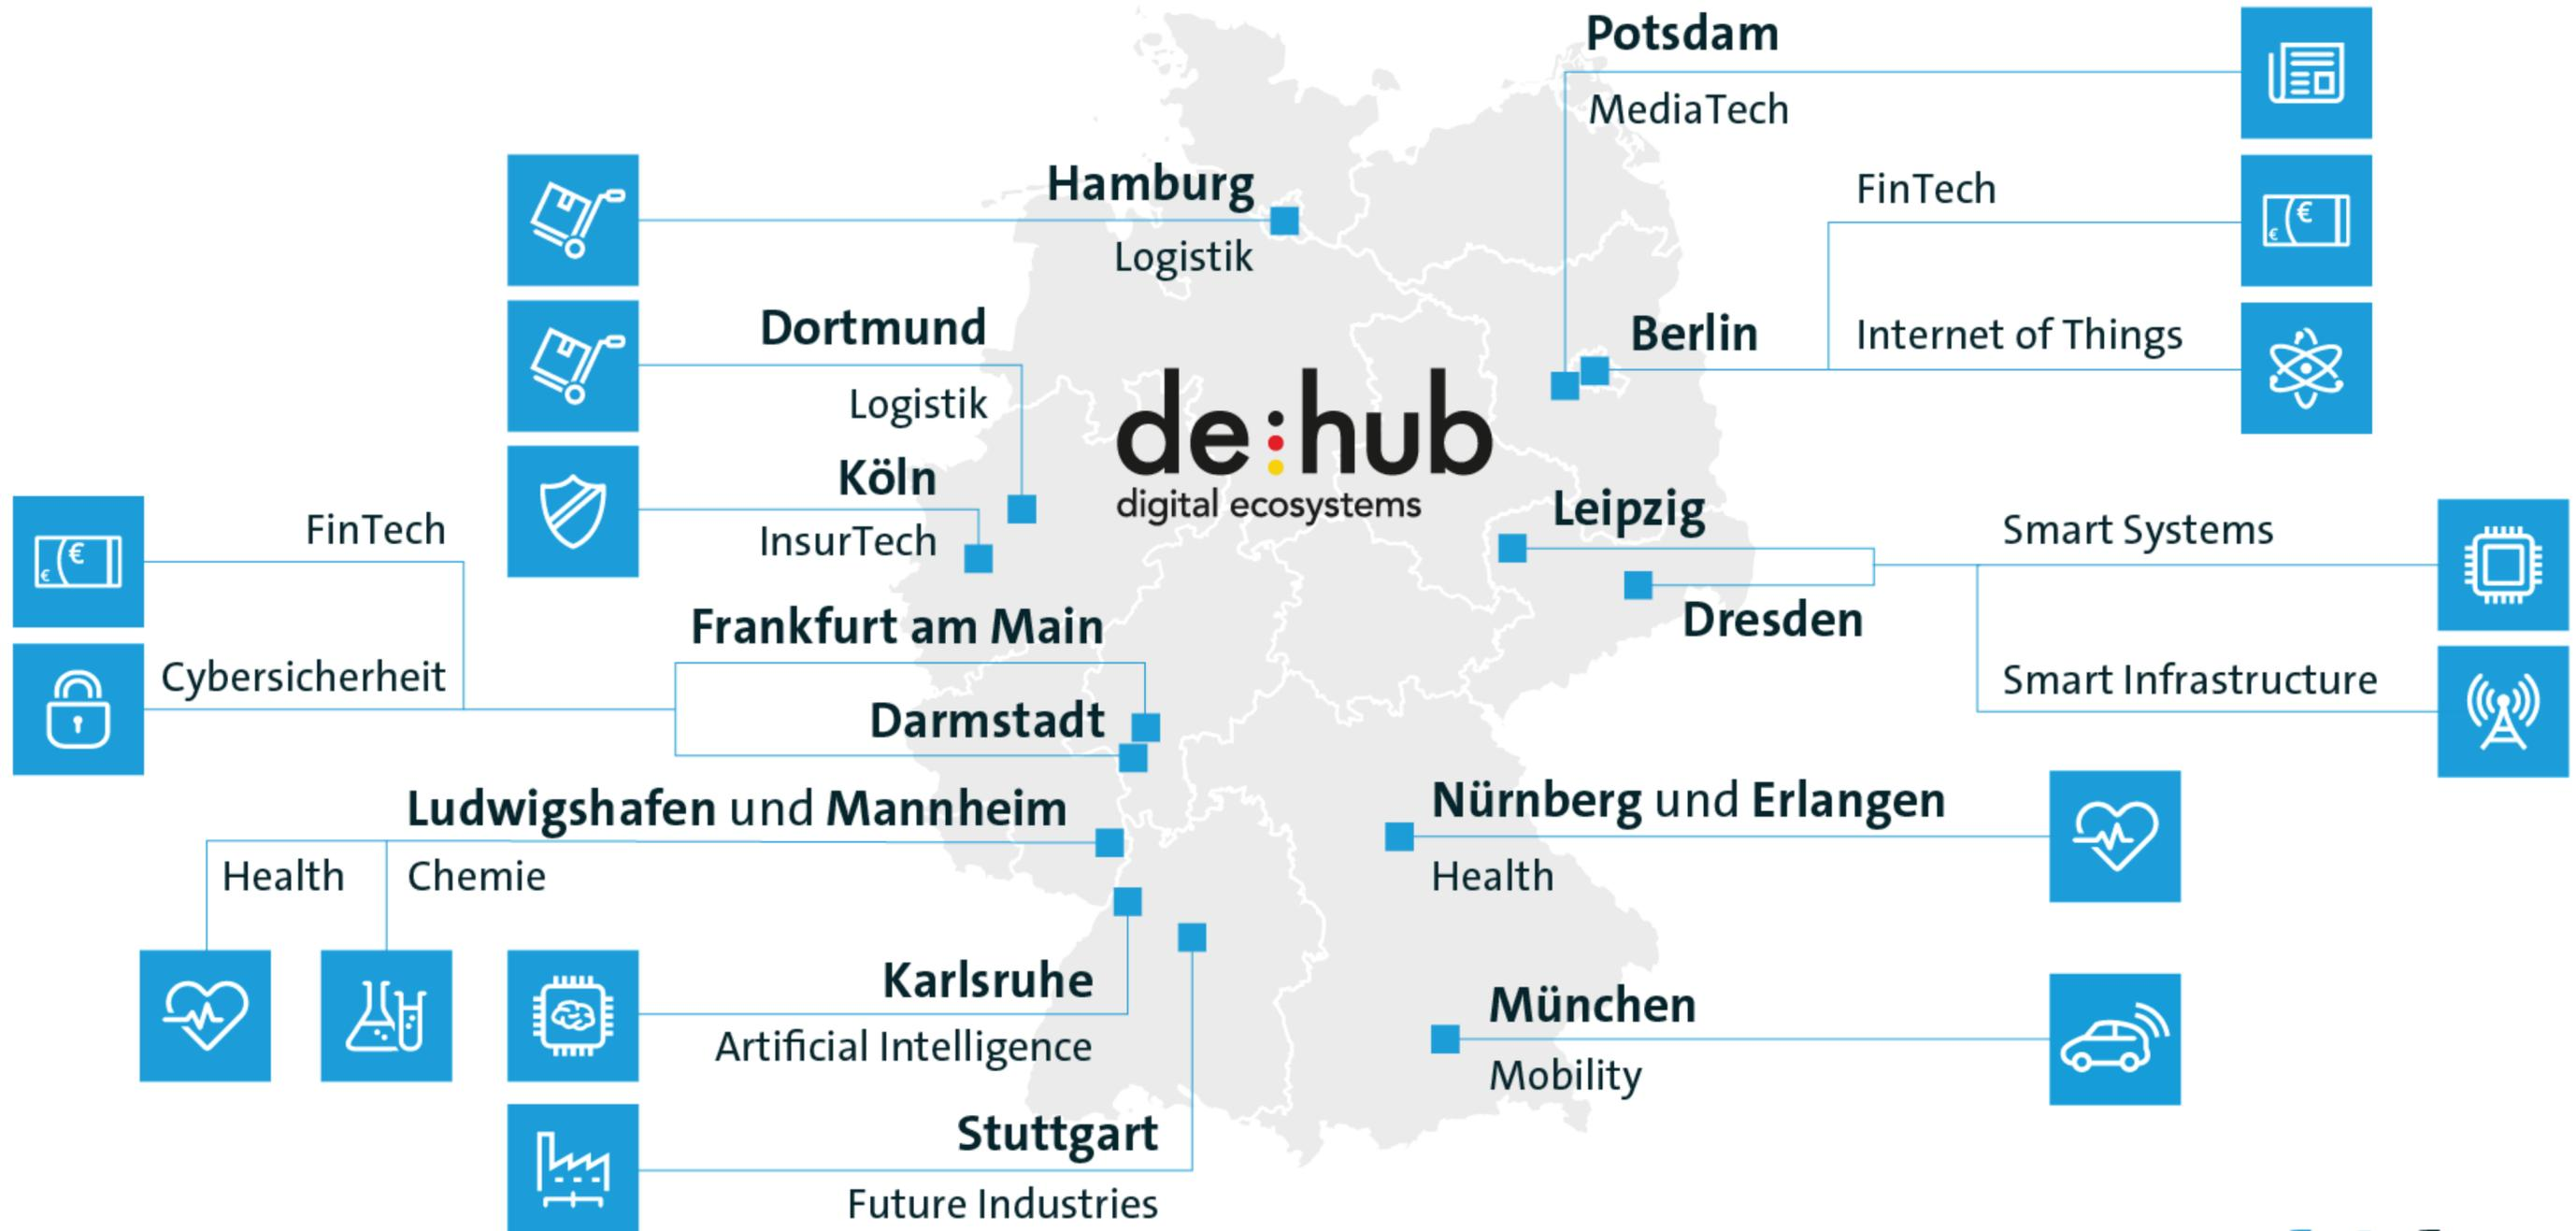 Potsdam
MediaTech
Hamburg
Logistik
FinTech
Dortmund
Logistik
Berlin
Internet of Things
de:hub
digital ecosystems
Köln
InsurTech
Leipzig
Dresden
Smart Systems
Smart Infrastructure
FinTech
Cybersicherheit
Frankfurt am Main
Darmstadt
Ludwigshafen und Mannheim
Health
Chemie
Nürnberg und Erlangen
Health
Karlsruhe
Artificial Intelligence
München
Mobility
Stuttgart
Future Industries